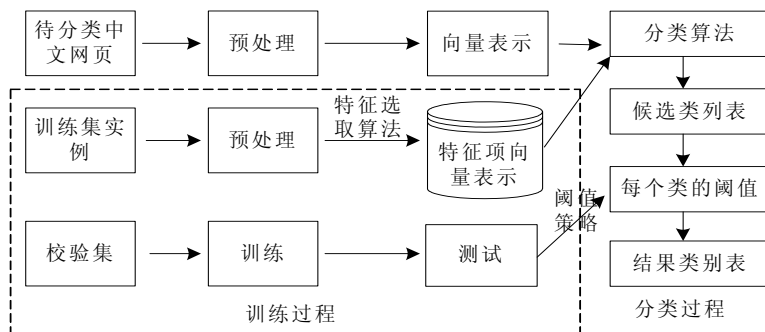 待分类中
文网页
预处理
向量表示
分类算法
训练集实
例
预处理
特征选
取算法
特征项向
量表示
候选类列表
校验集
训练
测试
阈值
策略
每个类的阈值
结果类别表
训练过程
分类过程